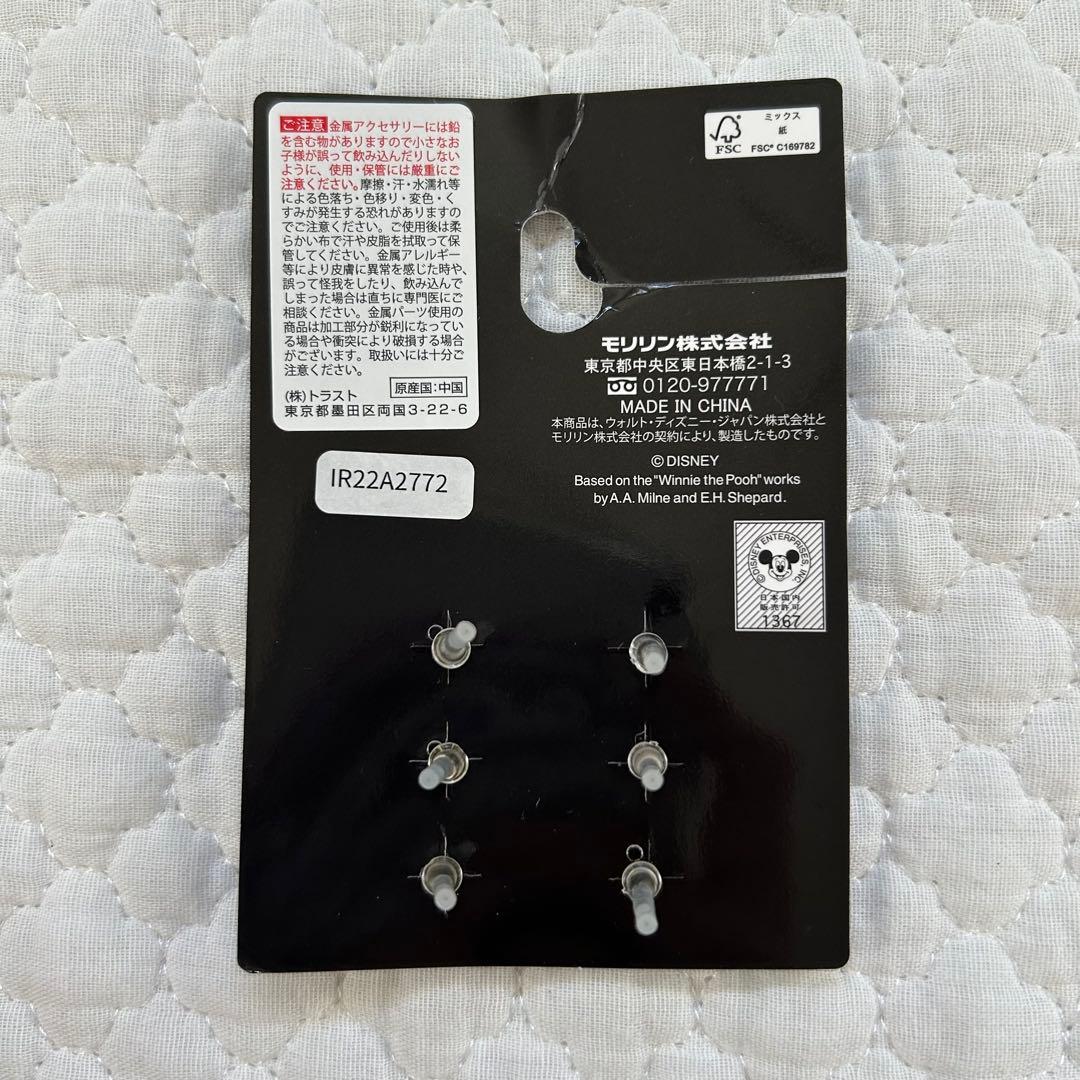 ご注意 金属アクセサリーには鉛
を含む物がありますので小さなお
子様が誤って飲み込んだりしない
ように、使用・保管には厳重にご
注意ください。摩擦・汗・水濡れ等
による色落ち・色移り・変色・く
すみが発生する恐れがありますの
でご注意ください。ご使用後は柔
らかい布で汗や皮脂を拭取って保
管してください。金属アレルギー
等により皮膚に異常を感じた時や、
誤って怪我をしたり、飲み込んで
しまった場合は直ちに専門医にご
相談ください。金属パーツ使用の
商品は加工部分が鋭利になってい
る場合や衝突により破損する場合
がございます。取扱いには十分ご
注意ください。
(株)トラスト 原産国:中国
東京都墨田区両国3-22-6
ミックス
紙
FSC FSC® C169782
モリリン株式会社
東京都中央区東日本橋2-1-3
0120-977771
MADE IN CHINA
本商品は、ウォルト・ディズニー・ジャパン株式会社と
モリリン株式会社の契約により、製造したものです。
© DISNEY
Based on the "Winnie the Pooh" works
by A.A. Milne and E.H. Shepard.
IR22A2772
©DISNEY ENTERPRISES, INC.
日本国内
販売許可
1367